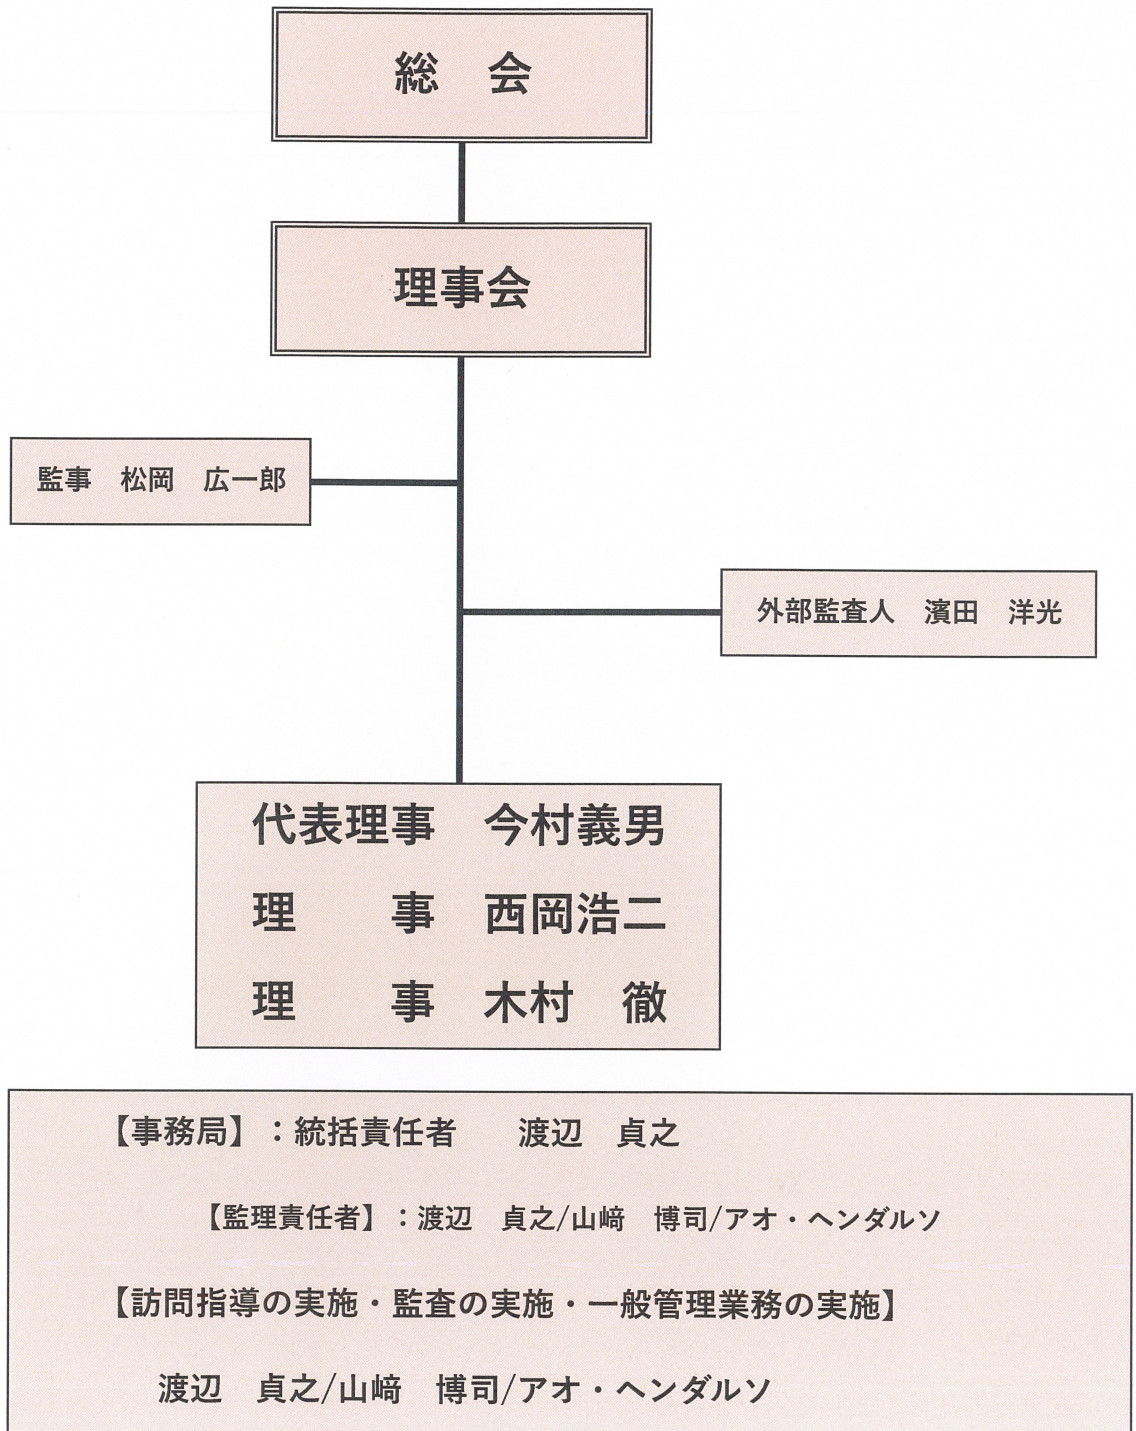 総　会
理事会
監事　松岡　広一郎
外部監査人　濱田　洋光
代表理事　今村義男
理　　事　西岡浩二
理　　事　木村　徹
【事務局】：統括責任者　　渡辺　貞之
【監理責任者】：渡辺　貞之/山﨑　博司/アオ・ヘンダルソ
【訪問指導の実施・監査の実施・一般管理業務の実施】
渡辺　貞之/山﨑　博司/アオ・ヘンダルソ